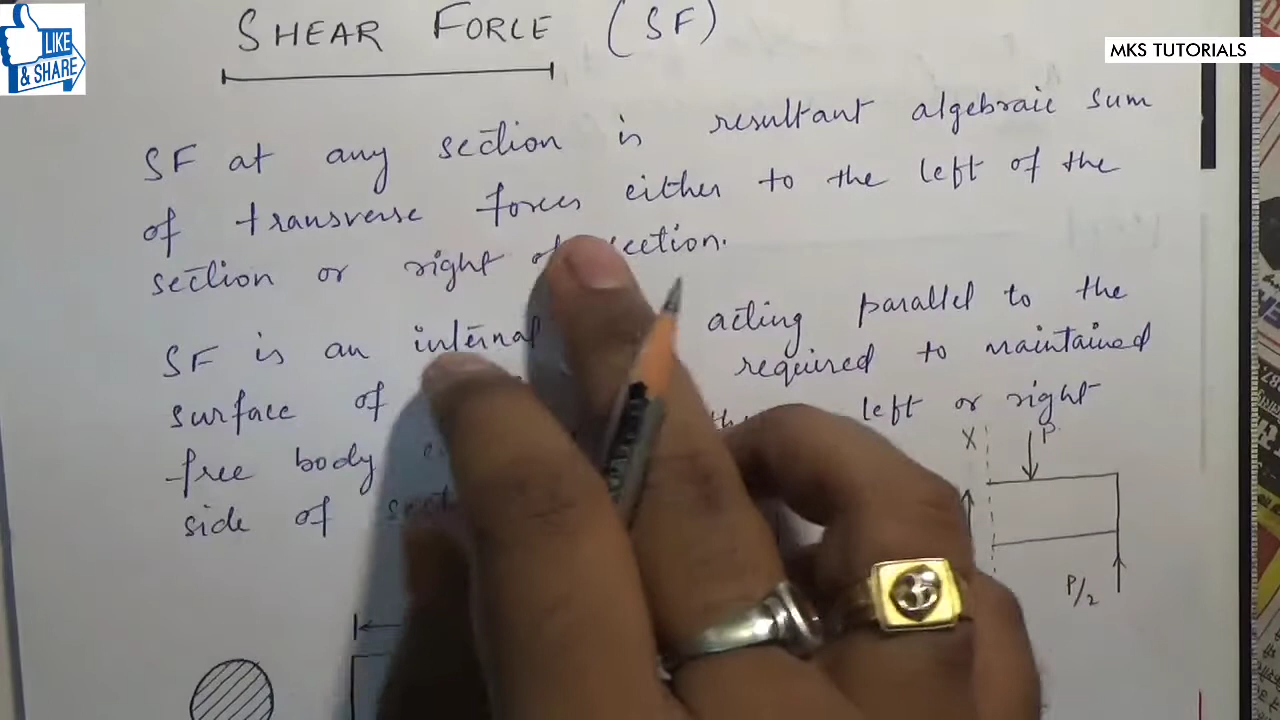 LIKE
& SHARE
MKS TUTORIALS
SHEAR FORCE (SF)
SF at any section is resultant algebraic sum
of transverse forces either to the left of the
section or right of section.
SF is an internal acting parallel to the
surface of required to maintained
free body left or right
side of
X P
P/2